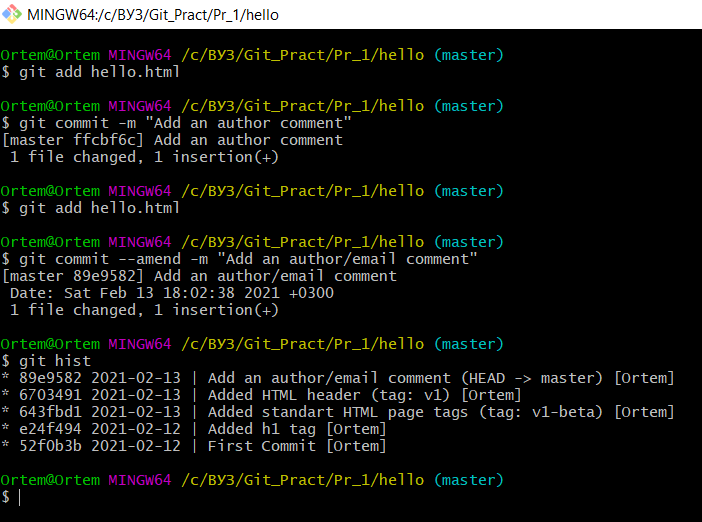 MINGW64:/c/ВУЗ/Git_Pract/Pr_1/hello
Ortem@Ortem MINGW64 /c/ВУЗ/Git_Pract/Pr_1/hello (master)
$ git add hello.html
Ortem@Ortem MINGW64 /c/ВУЗ/Git_Pract/Pr_1/hello (master)
$ git commit -m "Add an author comment"
[master ffcbf6c] Add an author comment
 1 file changed, 1 insertion(+)
Ortem@Ortem MINGW64 /c/ВУЗ/Git_Pract/Pr_1/hello (master)
$ git add hello.html
Ortem@Ortem MINGW64 /c/ВУЗ/Git_Pract/Pr_1/hello (master)
$ git commit --amend -m "Add an author/email comment"
[master 89e9582] Add an author/email comment
 Date: Sat Feb 13 18:02:38 2021 +0300
 1 file changed, 1 insertion(+)
Ortem@Ortem MINGW64 /c/ВУЗ/Git_Pract/Pr_1/hello (master)
$ git hist
* 89e9582 2021-02-13 | Add an author/email comment (HEAD -> master) [Ortem]
* 6703491 2021-02-13 | Added HTML header (tag: v1) [Ortem]
* 643fbd1 2021-02-13 | Added standart HTML page tags (tag: v1-beta) [Ortem]
* e24f494 2021-02-12 | Added h1 tag [Ortem]
* 52f0b3b 2021-02-12 | First Commit [Ortem]
Ortem@Ortem MINGW64 /c/ВУЗ/Git_Pract/Pr_1/hello (master)
$